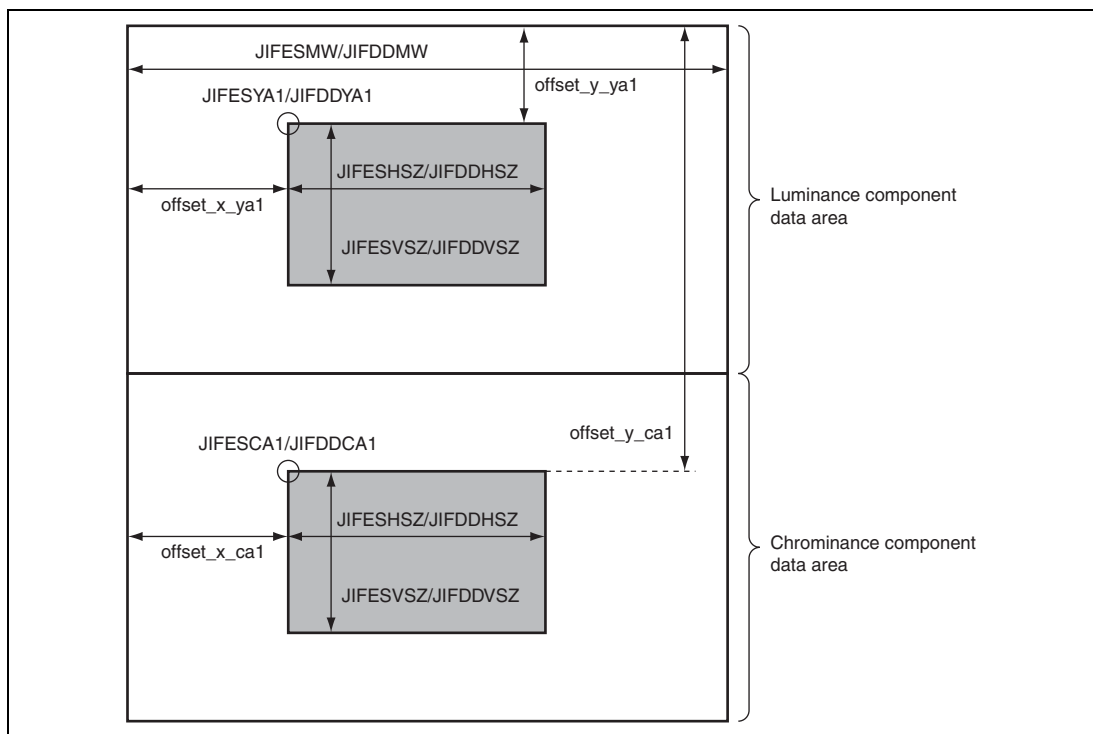 JIFESMW/JIFDDMW
offset_y_ya1
JIFESYA1/JIFDDYA1
JIFESHSZ/JIFDDHSZ
offset_x_ya1
JIFESVSZ/JIFDDVSZ
Luminance component
data area
offset_y_ca1
JIFESCA1/JIFDDCA1
JIFESHSZ/JIFDDHSZ
offset_x_ca1
JIFESVSZ/JIFDDVSZ
Chrominance component
data area